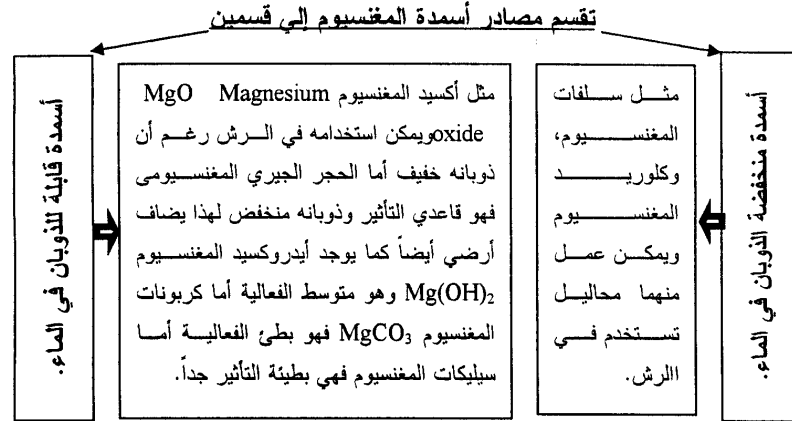 تقسم مصادر أسمدة المغنسيوم إلي قسمين
أسمدة منخفضة الذوبان في الماء.
مثل سلفات
المغنسيوم،
وكلوريد
المغنسيوم
ويمكن عمل
منهما محاليل
تستخدم في
االرش.
مثل أكسيد المغنسيوم MgO Magnesium
oxide ويمكن استخدامه في الرش رغم أن
ذوبانه خفيف أما الحجر الجيري المغنسيومى
فهو قاعدي التأثير وذوبانه منخفض لهذا يضاف
أرضي أيضاً كما يوجد أيدروكسيد المغنسيوم
Mg(OH)₂ وهو متوسط الفعالية أما كربونات
المغنسيوم MgCO₃ فهو بطئ الفعالية أما
سيليكات المغنسيوم فهي بطيئة التأثير جداً.
أسمدة قابلة للذوبان في الماء.